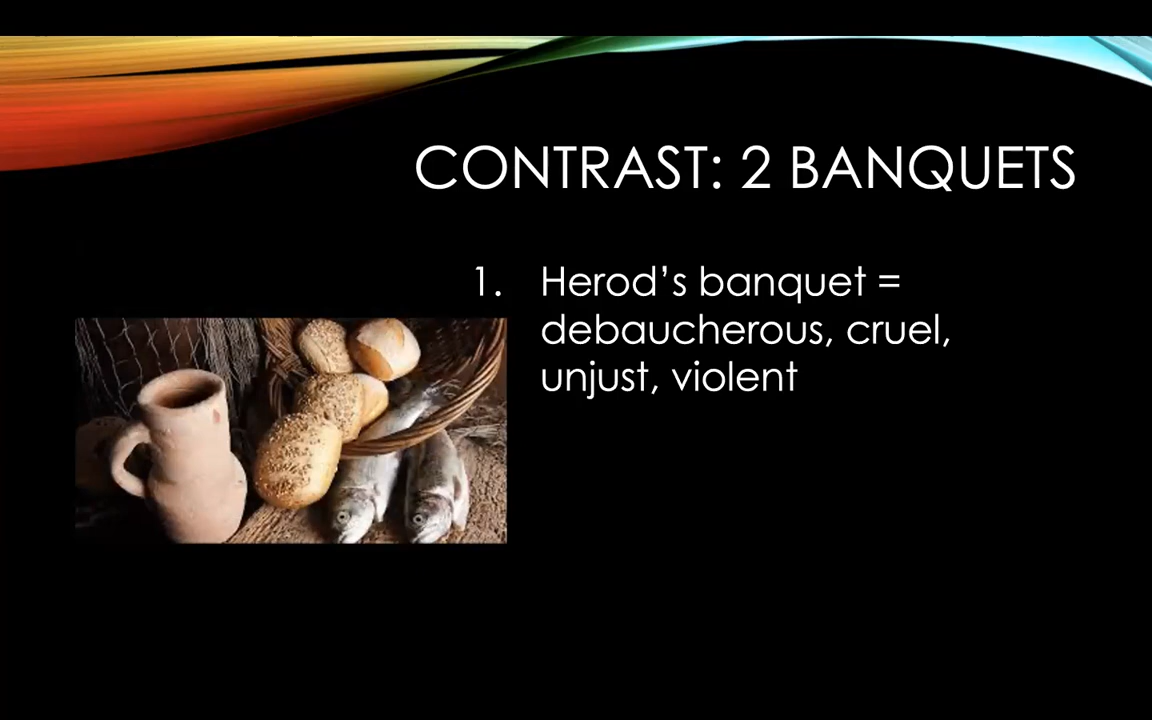 CONTRAST: 2 BANQUETS
1. Herod’s banquet =
debaucherous, cruel,
unjust, violent